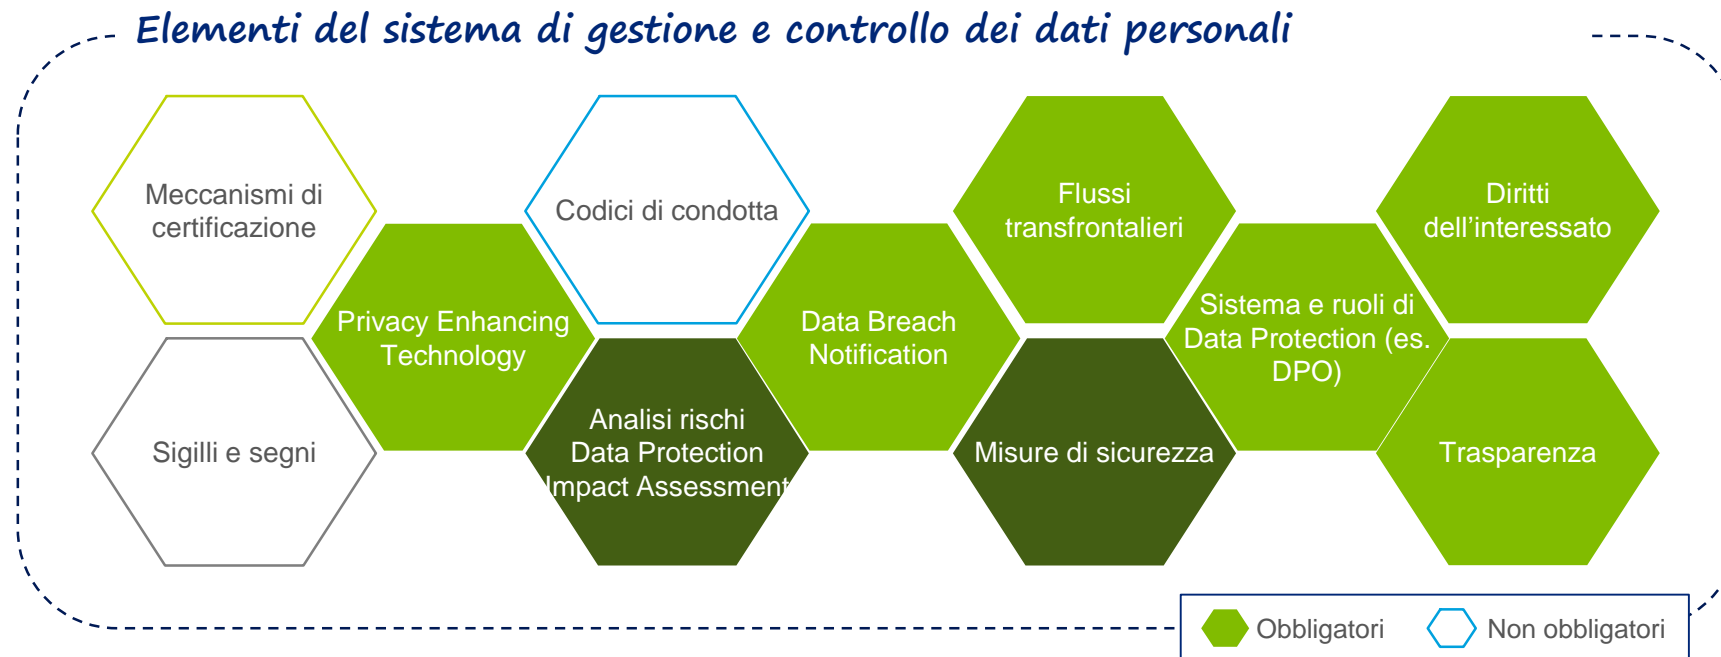 Elementi del sistema di gestione e controllo dei dati personali
Meccanismi di
certificazione
Codici di condotta
Flussi
transfrontalieri
Diritti
dell’interessato
Privacy Enhancing
Technology
Data Breach
Notification
Sistema e ruoli di
Data Protection (es.
DPO)
Sigilli e segni
Analisi rischi
Data Protection
Impact Assessment
Misure di sicurezza
Trasparenza
Obbligatori
Non obbligatori